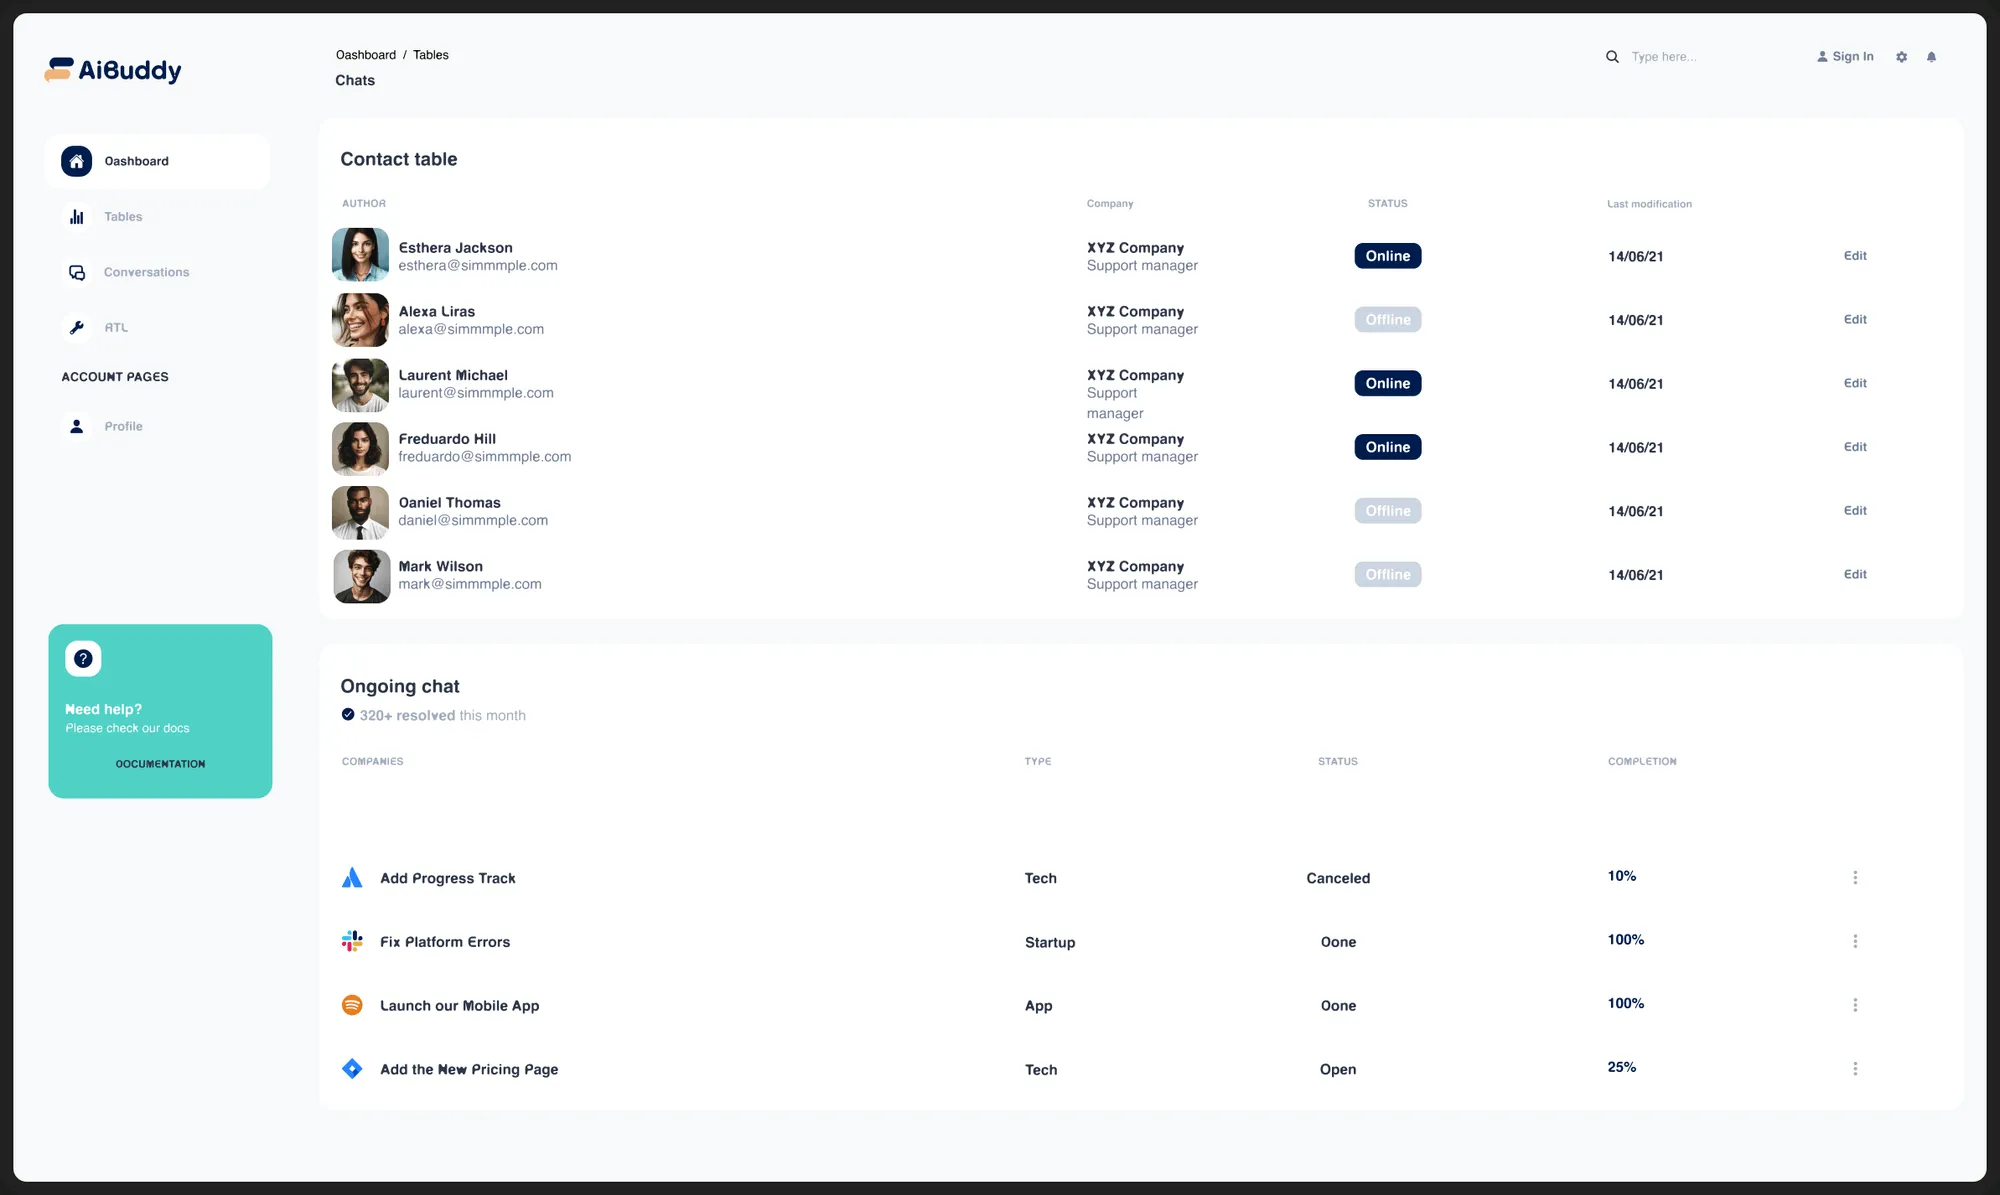 AiBuddy
Oashboard / Tables
Chats
Type here...
Sign In
Oashboard
Tables
Conversations
ATL
ACCOUNT PAGES
Profile
Need help?
Please check our docs
OOCUMENTATION
Contact table
AUTHOR Company STATUS Last modification
Esthera Jackson XYZ Company
esthera@simmmple.com Support manager Online 14/06/21 Edit
Alexa Liras XYZ Company
alexa@simmmple.com Support manager Offline 14/06/21 Edit
Laurent Michael XYZ Company
laurent@simmmple.com Support Online 14/06/21 Edit
manager
Freduardo Hill XYZ Company
freduardo@simmmple.com Support manager Online 14/06/21 Edit
Oaniel Thomas XYZ Company
daniel@simmmple.com Support manager Offline 14/06/21 Edit
Mark Wilson XYZ Company
mark@simmmple.com Support manager Offline 14/06/21 Edit
Ongoing chat
320+ resolved this month
COMPANIES TYPE STATUS COMPLETION
Add Progress Track Tech Canceled 10%
Fix Platform Errors Startup Oone 100%
Launch our Mobile App App Oone 100%
Add the New Pricing Page Tech Open 25%